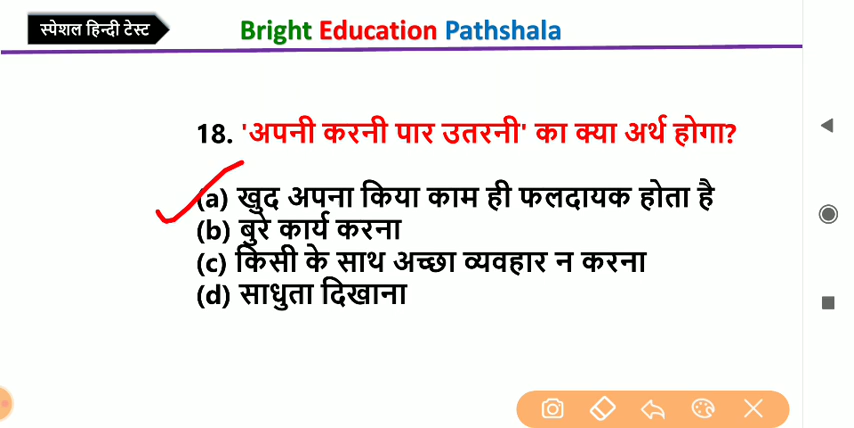 स्पेशल हिन्दी टेस्ट
Bright Education Pathshala
18. 'अपनी करनी पार उतरनी' का क्या अर्थ होगा?
(a) खुद अपना किया काम ही फलदायक होता है
(b) बुरे कार्य करना
(c) किसी के साथ अच्छा व्यवहार न करना
(d) साधुता दिखाना